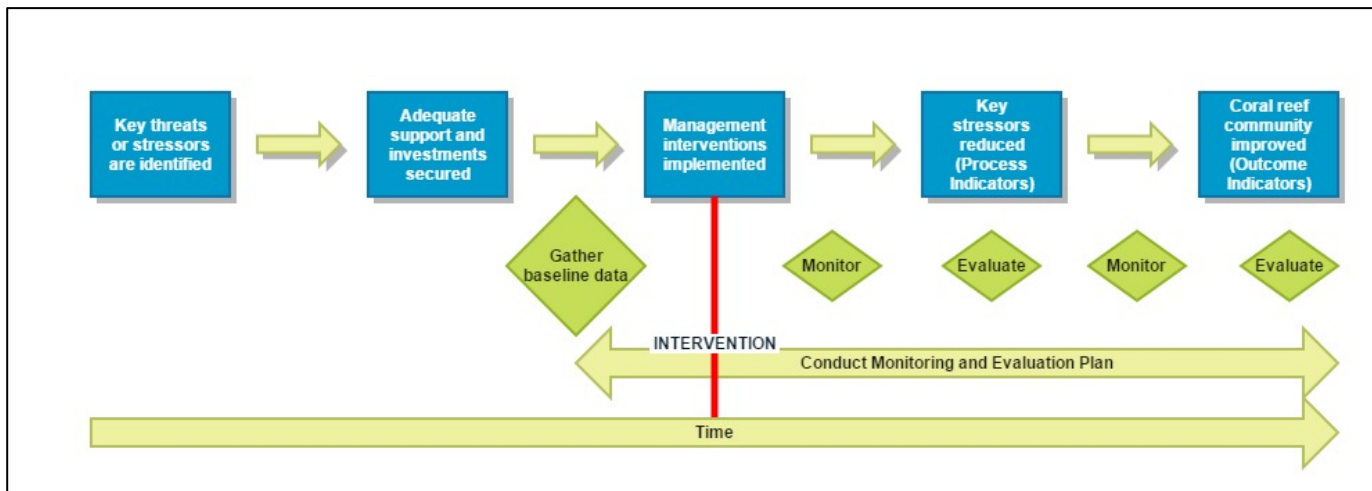 Key threats
or stressors
are identified
Adequate
support and
investments
secured
Management
interventions
implemented
Key
stressors
reduced
(Process
Indicators)
Coral reef
community
improved
(Outcome
Indicators)
Gather
baseline data
Monitor
Evaluate
Monitor
Evaluate
INTERVENTION
Conduct Monitoring and Evaluation Plan
Time